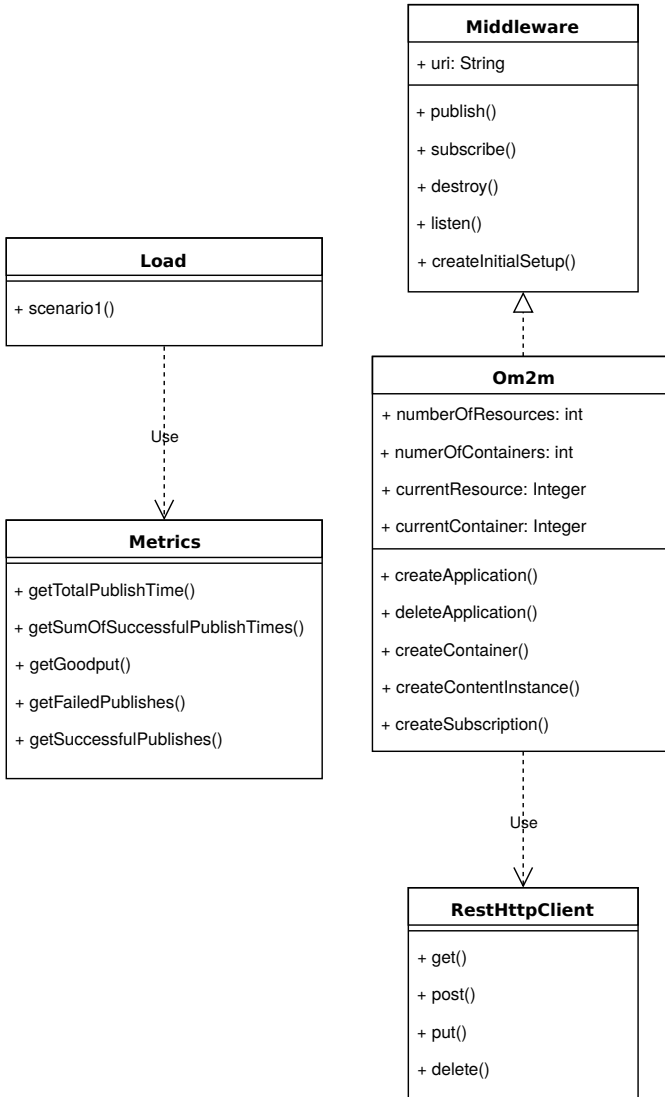 Middleware
+ uri: String
+ publish()
+ subscribe()
+ destroy()
+ listen()
+ createInitialSetup()
Load
+ scenario1()
Use
Metrics
+ getTotalPublishTime()
+ getSumOfSuccessfulPublishTimes()
+ getGoodput()
+ getFailedPublishes()
+ getSuccessfulPublishes()
Om2m
+ numberOfResources: int
+ numerOfContainers: int
+ currentResource: Integer
+ currentContainer: Integer
+ createApplication()
+ deleteApplication()
+ createContainer()
+ createContentInstance()
+ createSubscription()
Use
RestHttpClient
+ get()
+ post()
+ put()
+ delete()